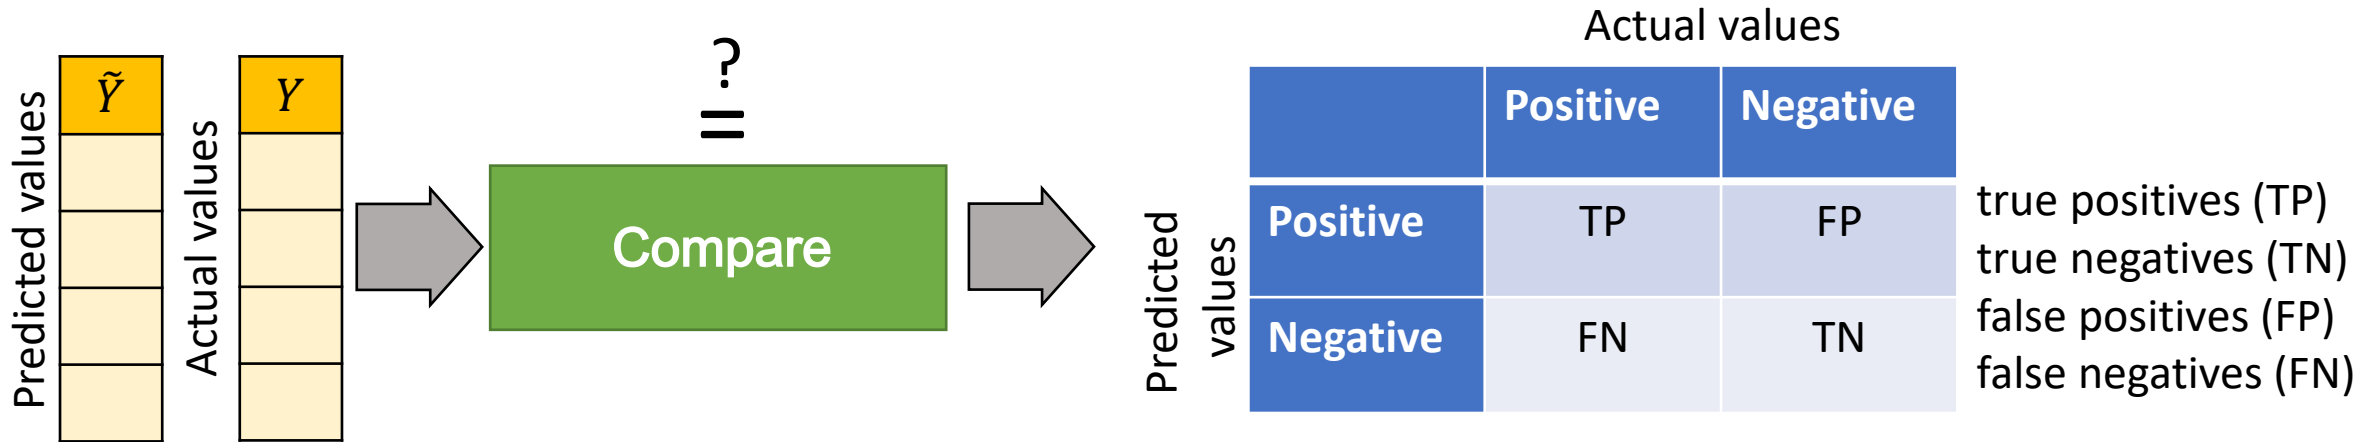 Predicted values
Ỹ
Actual values
Y
?
=
Compare
Actual values
Predicted
values
Positive Negative
Positive TP FP
Negative FN TN
true positives (TP)
true negatives (TN)
false positives (FP)
false negatives (FN)